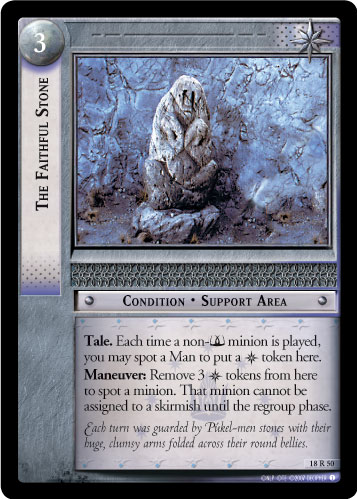 3
THE FAITHFUL STONE
CONDITION • SUPPORT AREA
Tale. Each time a non- minion is played,
you may spot a Man to put a token here.
Maneuver: Remove 3 tokens from here
to spot a minion. That minion cannot be
assigned to a skirmish until the regroup phase.
Each turn was guarded by Púkel-men stones with their
huge, clumsy arms folded across their round bellies.
18 R 50